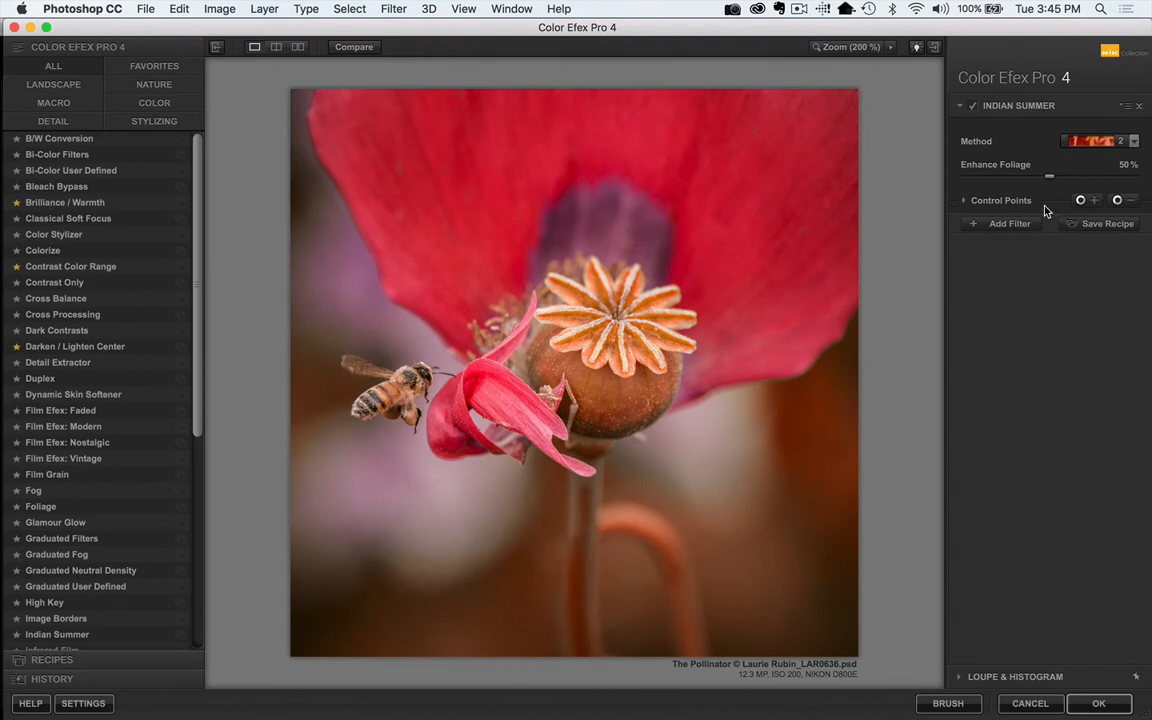 Photoshop CC File Edit Image Layer Type Select Filter 3D View Window Help 100% Tue 3:45 PM
Color Efex Pro 4
COLOR EFEX PRO 4
ALL FAVORITES
LANDSCAPE NATURE
MACRO COLOR
DETAIL STYLIZING
B/W Conversion
Bi-Color Filters
Bi-Color User Defined
Bleach Bypass
Brilliance / Warmth
Classical Soft Focus
Color Stylizer
Colorize
Contrast Color Range
Contrast Only
Cross Balance
Cross Processing
Dark Contrasts
Darken / Lighten Center
Detail Extractor
Duplex
Dynamic Skin Softener
Film Efex: Faded
Film Efex: Modern
Film Efex: Nostalgic
Film Efex: Vintage
Film Grain
Fog
Foliage
Glamour Glow
Graduated Filters
Graduated Fog
Graduated Neutral Density
Graduated User Defined
High Key
Image Borders
Indian Summer
Infrared Film
RECIPES
HISTORY
HELP SETTINGS
Compare
Zoom (200 %)
The Pollinator © Laurie Rubin_LAR0636.psd
12.3 MP, ISO 200, NIKON D800E
Nik Collection
Color Efex Pro 4
INDIAN SUMMER
Method 2
Enhance Foliage 50 %
Control Points
+ Add Filter Save Recipe
LOUPE & HISTOGRAM
BRUSH CANCEL OK